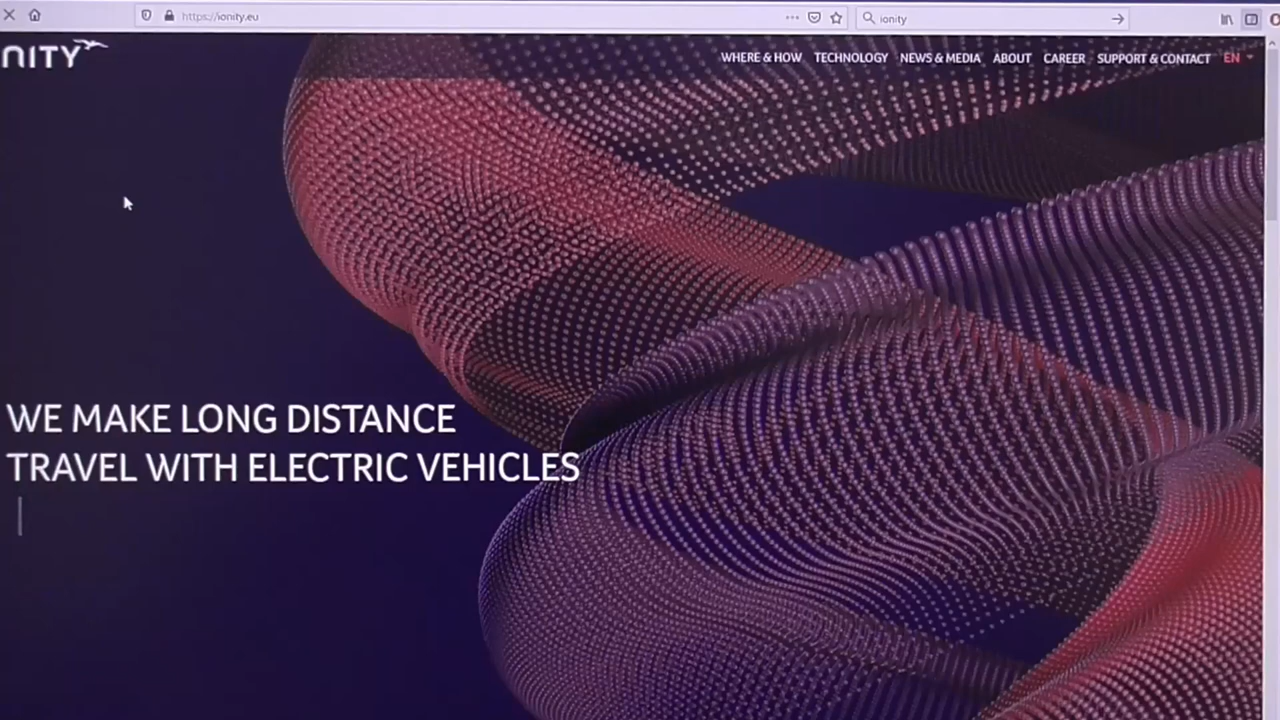 https://ionity.eu
ionity
NITY
WHERE & HOW TECHNOLOGY NEWS & MEDIA ABOUT CAREER SUPPORT & CONTACT EN
WE MAKE LONG DISTANCE
TRAVEL WITH ELECTRIC VEHICLES